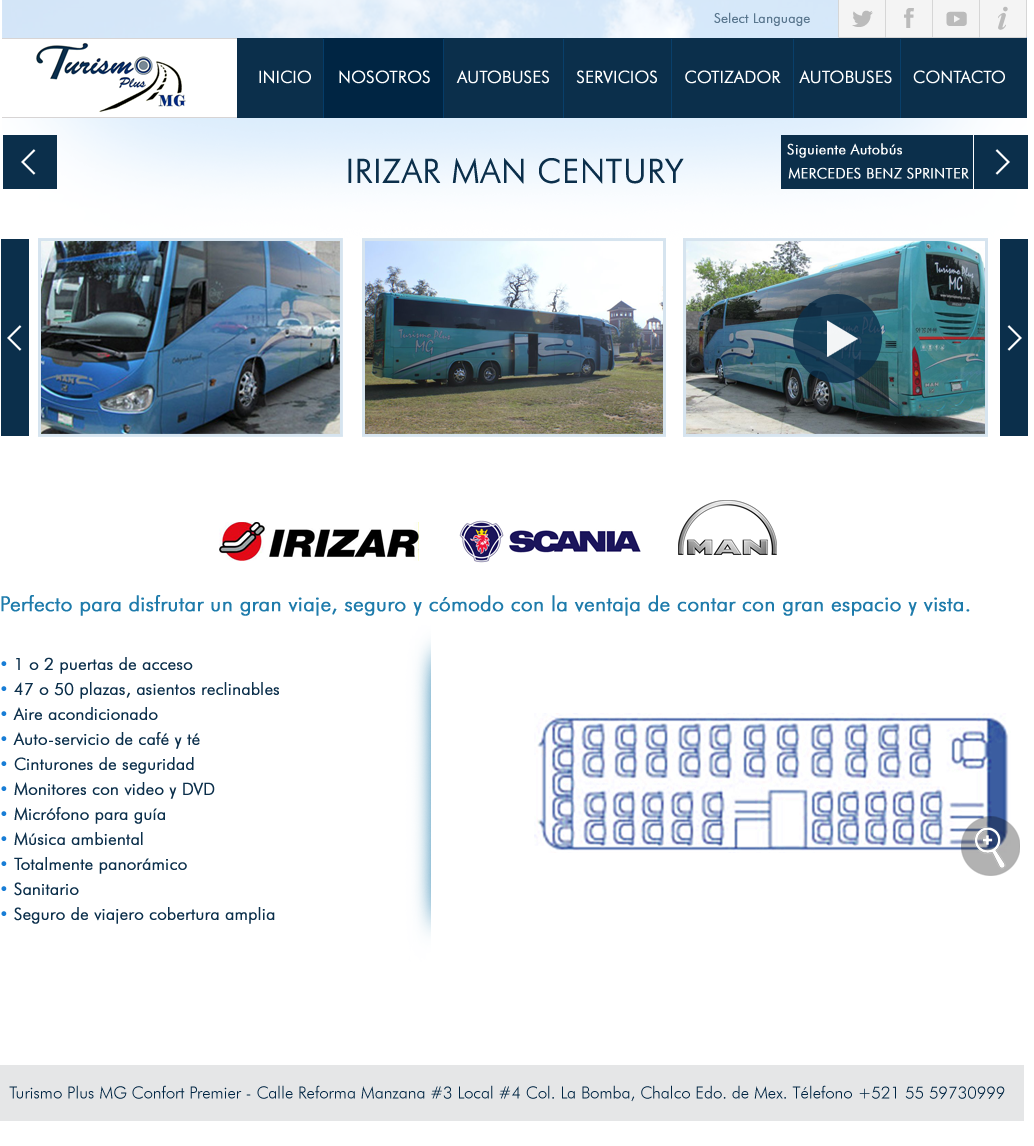 Select Language
Turismo
Plus
MG
INICIO NOSOTROS AUTOBUSES SERVICIOS COTIZADOR AUTOBUSES CONTACTO
IRIZAR MAN CENTURY
Siguiente Autobús
MERCEDES BENZ SPRINTER
MAN
Turismo Plus
MG
Turismo Plus
MG
MAN
IRIZAR
SCANIA
MAN
Perfecto para disfrutar un gran viaje, seguro y cómodo con la ventaja de contar con gran espacio y vista.
• 1 o 2 puertas de acceso
• 47 o 50 plazas, asientos reclinables
• Aire acondicionado
• Auto-servicio de café y té
• Cinturones de seguridad
• Monitores con video y DVD
• Micrófono para guía
• Música ambiental
• Totalmente panorámico
• Sanitario
• Seguro de viajero cobertura amplia
Turismo Plus MG Confort Premier - Calle Reforma Manzana #3 Local #4 Col. La Bomba, Chalco Edo. de Mex. Télefono +521 55 59730999